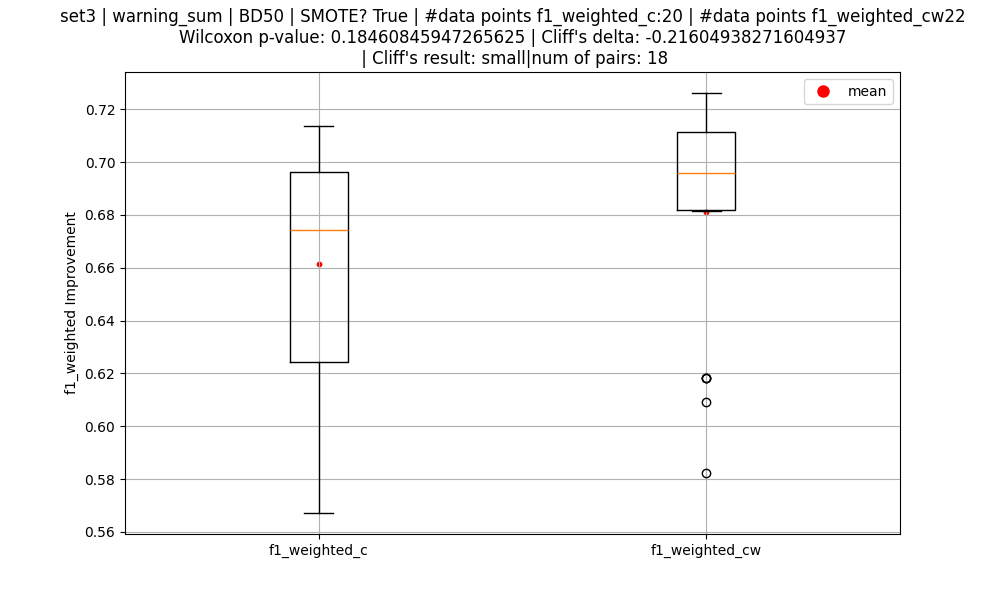 set3 | warning_sum | BD50 | SMOTE? True | #data points f1_weighted_c:20 | #data points f1_weighted_cw22
Wilcoxon p-value: 0.18460845947265625 | Cliff's delta: -0.21604938271604937
| Cliff's result: small|num of pairs: 18
mean
0.72
0.70
0.68
0.66
0.64
0.62
0.60
0.58
0.56
f1_weighted Improvement
f1_weighted_c
f1_weighted_cw